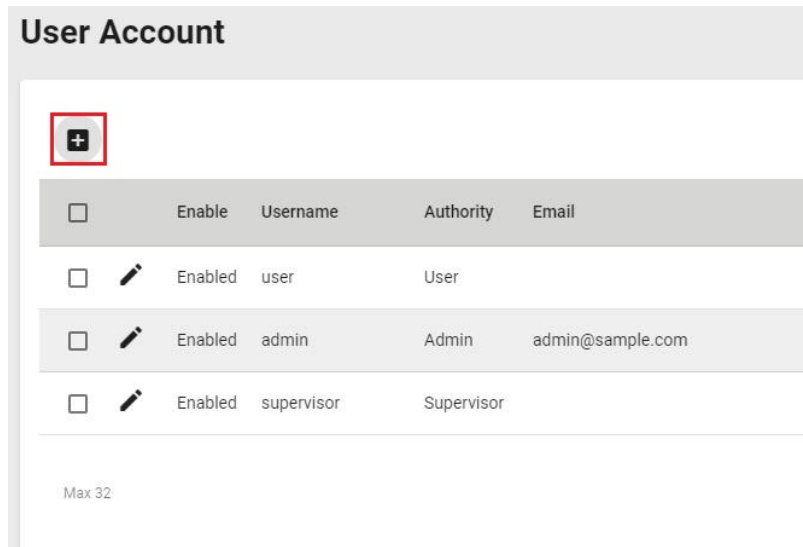 User Account
Enable Username Authority Email
Enabled user User
Enabled admin Admin admin@sample.com
Enabled supervisor Supervisor
Max 32